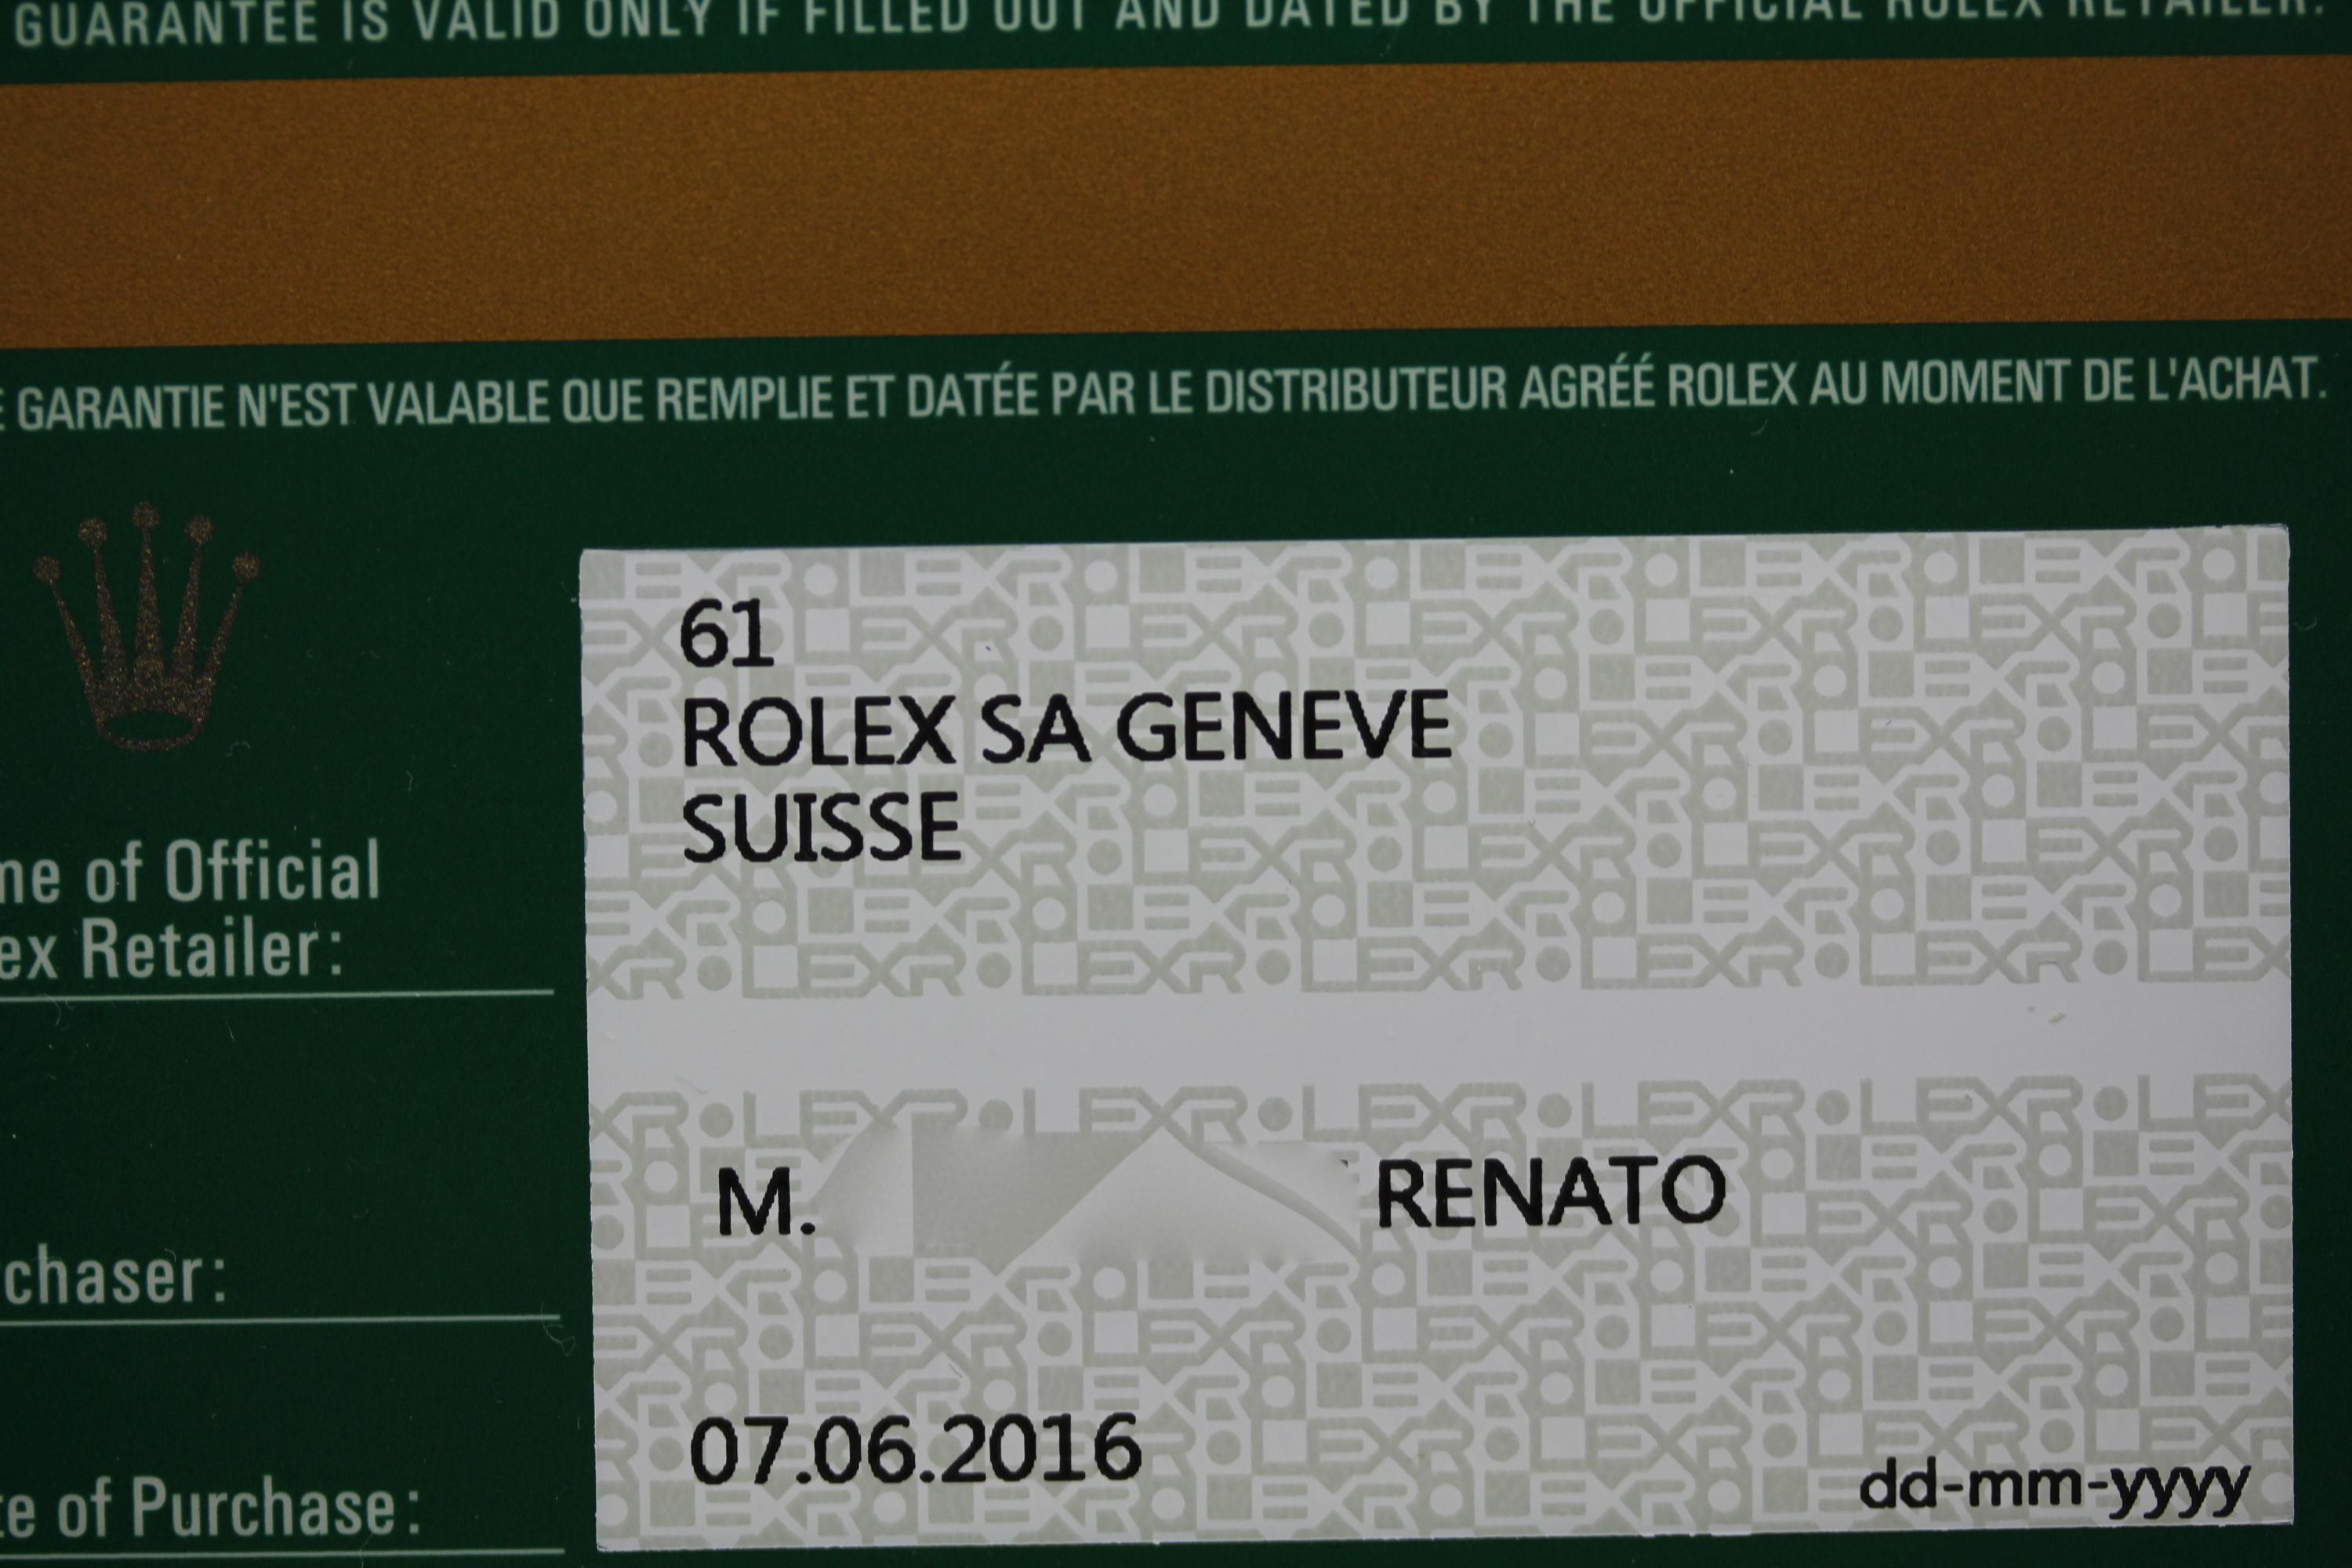 GUARANTEE IS VALID ONLY IF FILLED OUT AND DATED BY THE OFFICIAL ROLEX RETAILER.
GARANTIE N'EST VALABLE QUE REMPLIE ET DATÉE PAR LE DISTRIBUTEUR AGRÉÉ ROLEX AU MOMENT DE L'ACHAT.
61
ROLEX SA GENEVE
SUISSE
me of Official
ex Retailer:
M. RENATO
chaser:
07.06.2016
dd-mm-yyyy
te of Purchase: